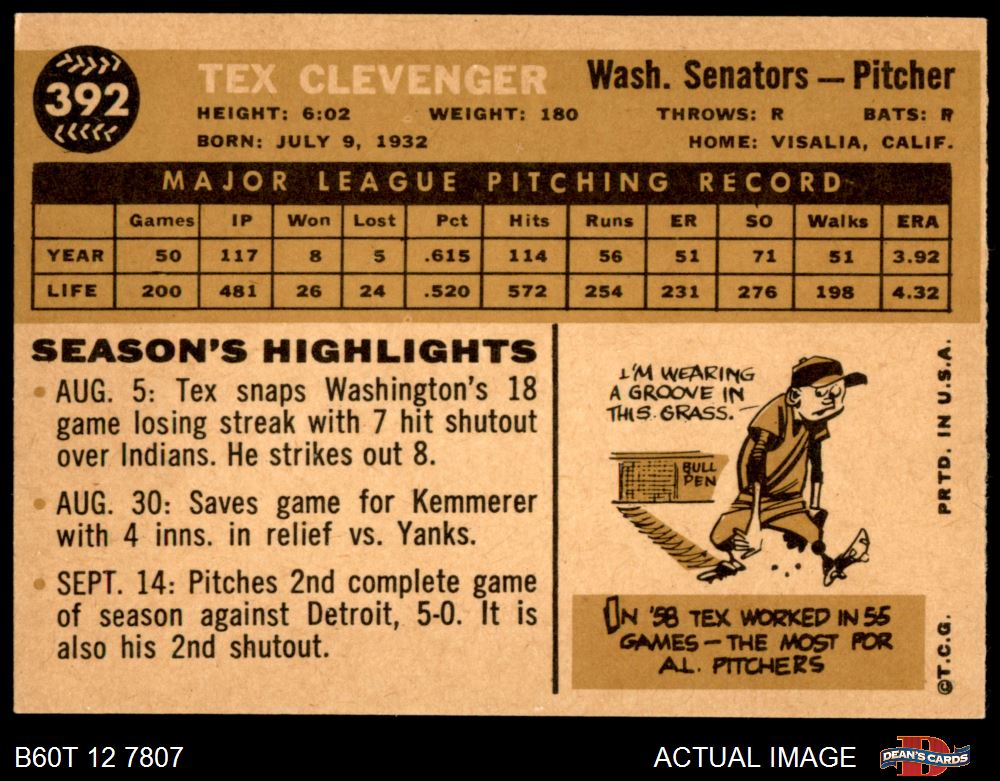 392
TEX CLEVENGER
Wash. Senators — Pitcher
HEIGHT: 6:02 WEIGHT: 180 THROWS: R BATS: R
BORN: JULY 9, 1932 HOME: VISALIA, CALIF.
MAJOR LEAGUE PITCHING RECORD
Games IP Won Lost Pct Hits Runs ER SO Walks ERA
YEAR 50 117 8 5 .615 114 56 51 71 51 3.92
LIFE 200 481 26 24 .520 572 254 231 276 198 4.32
SEASON'S HIGHLIGHTS
• AUG. 5: Tex snaps Washington's 18
game losing streak with 7 hit shutout
over Indians. He strikes out 8.
• AUG. 30: Saves game for Kemmerer
with 4 inns. in relief vs. Yanks.
• SEPT. 14: Pitches 2nd complete game
of season against Detroit, 5-0. It is
also his 2nd shutout.
I'M WEARING
A GROOVE IN
THIS GRASS.
BULL
PEN
IN '58 TEX WORKED IN 55
GAMES—THE MOST FOR
A.L. PITCHERS
©T.C.G. PRTD. IN U.S.A.
B60T 12 7807
ACTUAL IMAGE
DEAN'S CARDS